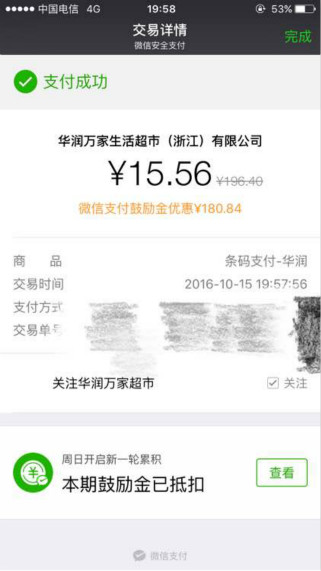 中国电信 4G 19:58 53%
交易详情
微信安全支付
完成
支付成功
华润万家生活超市（浙江）有限公司
¥15.56 ¥196.40
微信支付鼓励金优惠¥180.84
商品 条码支付-华润
交易时间 2016-10-15 19:57:56
支付方式
交易单号
关注华润万家超市 关注
周日开启新一轮累积
本期鼓励金已抵扣
查看
微信支付